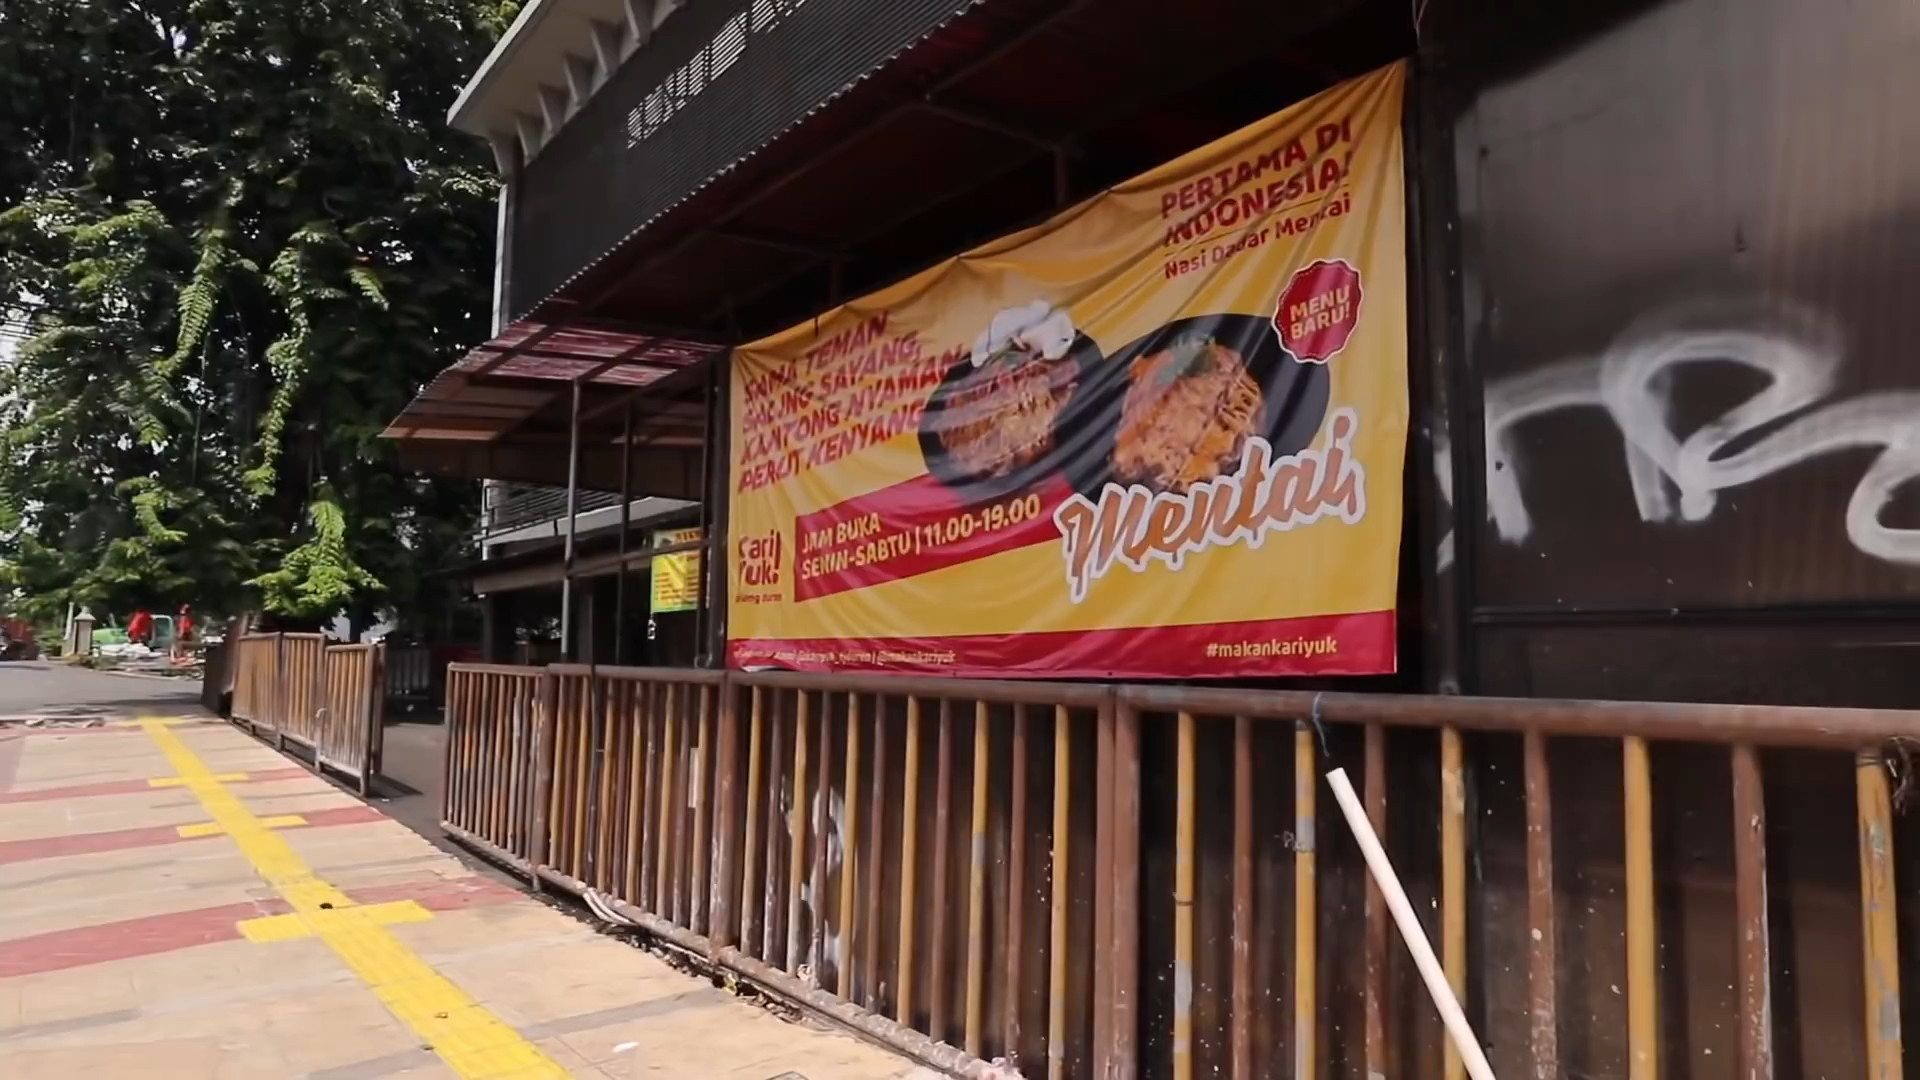 PERTAMA DI
INDONESIA!
Nasi Dadar Mentai
MENU
BARU!
SAMA TEMAN
SALING SAYANG,
KANTONG NYAMAN
PERUT KENYANG
Mentai
JAM BUKA
SENIN-SABTU | 11.00-19.00
Kari
Yuk!
#makankariyuk
@makankariyuk